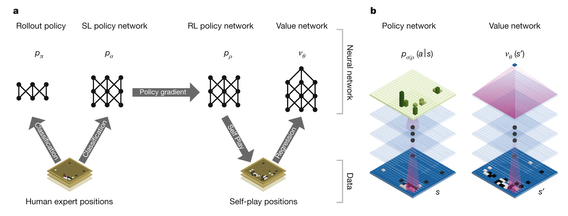 a
Rollout policy
SL policy network
RL policy network
Value network
pπ
pσ
pρ
vθ
Policy gradient
Classification
Classification
Self Play
Regression
Human expert positions
Self-play positions
Neural network
Data
b
Policy network
Value network
pσ/ρ (a|s)
vθ (s′)
s
s′